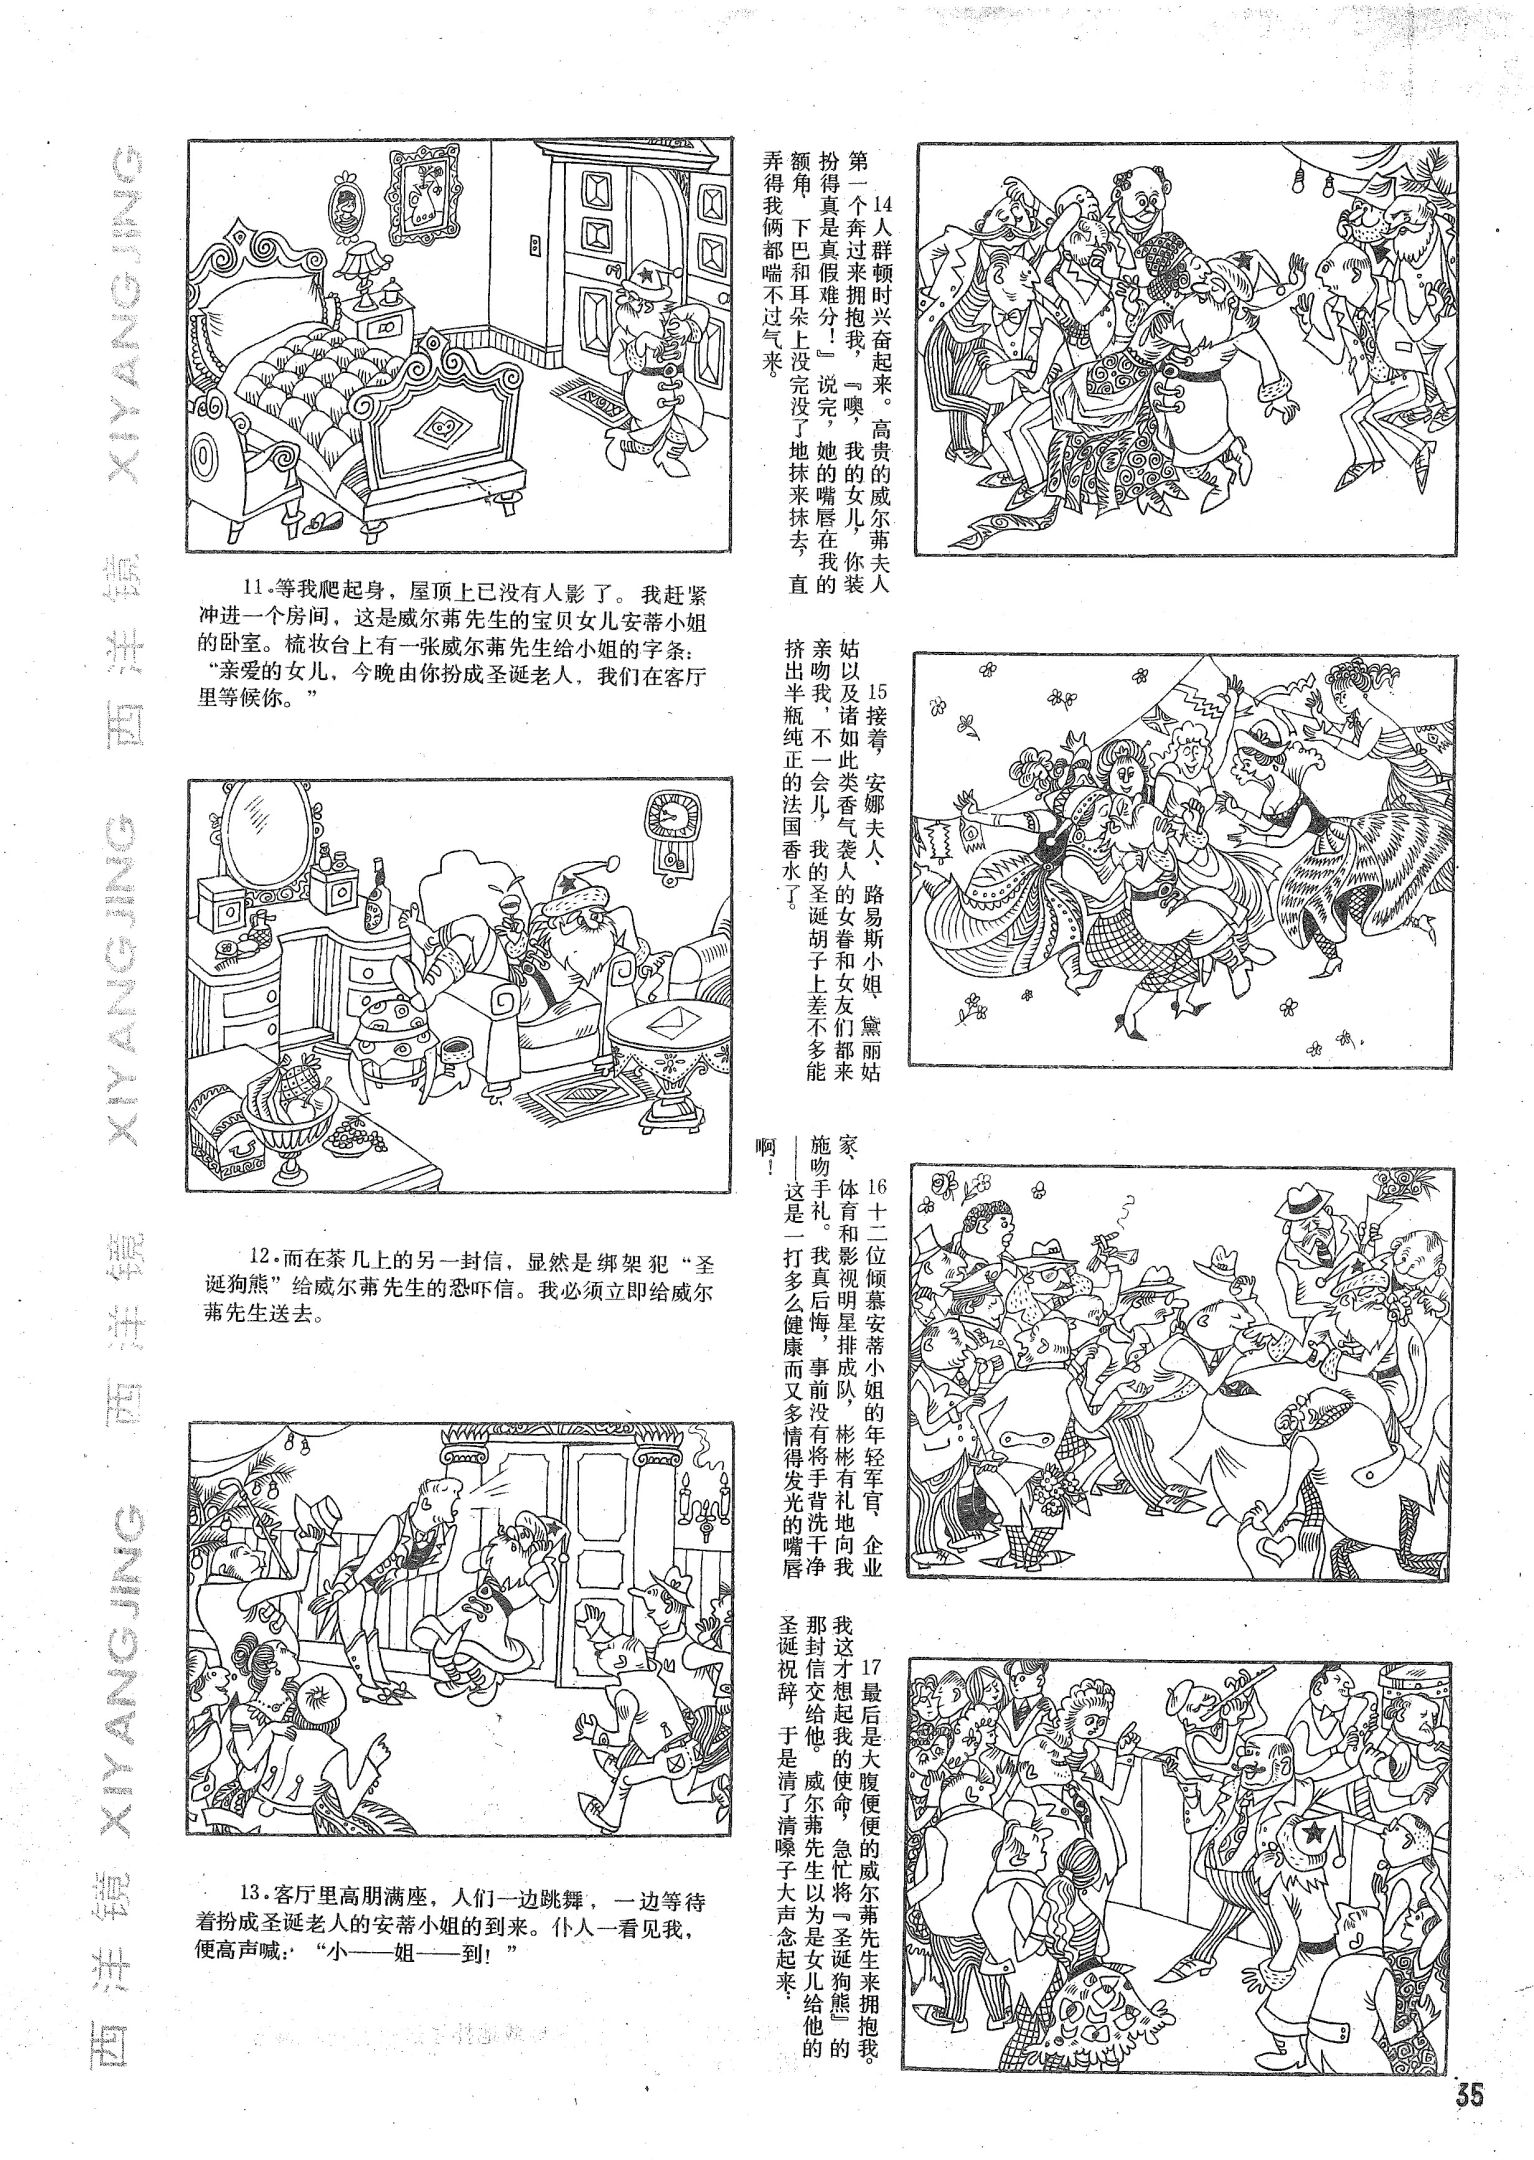 11.等我爬起身，屋顶上已没有人影了。我赶紧
冲进一个房间，这是威尔茀先生的宝贝女儿安蒂小姐
的卧室。梳妆台上有一张威尔茀先生给小姐的字条：
“亲爱的女儿，今晚由你扮成圣诞老人，我们在客厅
里等候你。”
12.而在茶几上的另一封信，显然是绑架犯“圣
诞狗熊”给威尔茀先生的恐吓信。我必须立即给威尔
茀先生送去。
13.客厅里高朋满座，人们一边跳舞，一边等待
着扮成圣诞老人的安蒂小姐的到来。仆人一看见我，
便高声喊：“小——姐——到！”
14人群顿时兴奋起来。高贵的威尔茀夫人
第一个奔过来拥抱我，『噢，我的女儿，你装
扮得真是真假难分！』说完，她的嘴唇在我的
额角、下巴和耳朵上没完没了地抹来抹去，直
弄得我俩都喘不过气来。
15接着，安娜夫人、路易斯小姐、黛丽姑
姑以及诸如此类香气袭人的女眷和女友们都来
亲吻我，不一会儿，我的圣诞胡子上差不多能
挤出半瓶纯正的法国香水了。
16十二位倾慕安蒂小姐的年轻军官、企业
家、体育和影视明星排成队，彬彬有礼地向我
施吻手礼。我真后悔，事前没有将手背洗干净
——这是一打多么健康而又多情得发光的嘴唇
啊！
17最后是大腹便便的威尔茀先生来拥抱我。
我这才想起我的使命，急忙将『圣诞狗熊』的
那封信交给他。威尔茀先生以为是女儿给他的
圣诞祝辞，于是清了清嗓子大声念起来：
西洋镜 XIYANGJING 西洋镜 XIYANGJING 西洋镜 XIYANGJING
35